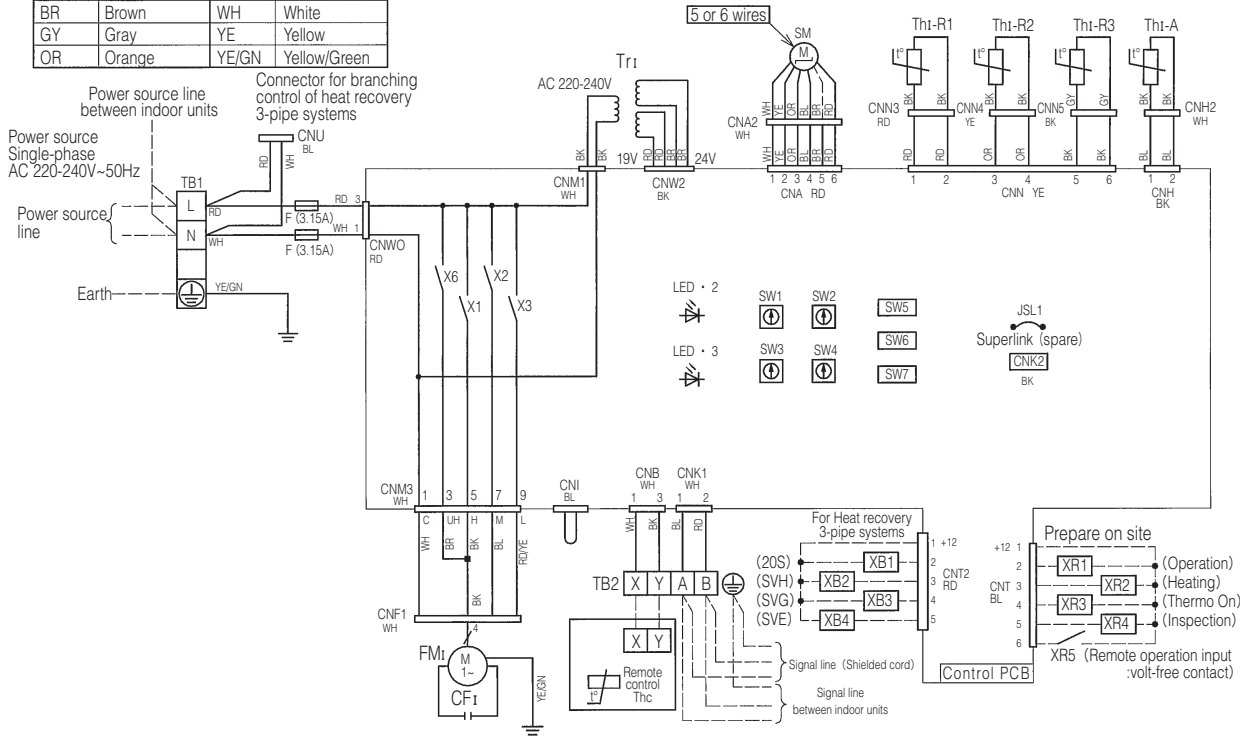 BR Brown WH White
GY Gray YE Yellow
OR Orange YE/GN Yellow/Green
Power source line
between indoor units
Connector for branching
control of heat recovery
3-pipe systems
CNU
BL
RD
WH
Power source
Single-phase
AC 220-240V~50Hz
TB1
L
N
RD
WH
Power source
line
F (3.15A)
F (3.15A)
RD 3
WH 1
CNW0
RD
Earth
YE/GN
AC 220-240V
TrI
BK
BK
19V
RD
RD
BR
BR
24V
CNM1
WH
CNW2
BK
5 or 6 wires
SM
M
WH
YE
OR
BL
BR
RD
CNA2
WH
WH
YE
OR
BL
BR
RD
1 2 3 4 5 6
CNA RD
ThI-R1
ThI-R2
ThI-R3
ThI-A
t°
t°
t°
t°
BK
BK
BK
BK
GY
GY
BK
BK
CNN3
RD
CNN4
YE
CNN5
BK
CNH2
WH
RD
RD
OR
OR
BK
BK
BL
BL
1 2 3 4 5 6
CNN YE
1 2
CNH
BK
X6
X1
X2
X3
LED・2
LED・3
SW1
SW2
SW3
SW4
SW5
SW6
SW7
JSL1
Superlink (spare)
CNK2
BK
CNM3
WH
1 3 5 7 9
C UH H M L
WH
BR
BK
BL
RD/YE
BK
CNF1
WH
4
FMI
M
1~
CFI
YE/GN
CNI
BL
CNB
WH
1 3
CNK1
WH
1 2
WH
BK
BL
RD
TB2 X Y A B
X Y
Remote
control
Thc
t°
Signal line (Shielded cord)
Signal line
between indoor units
For Heat recovery
3-pipe systems
(20S)
(SVH)
(SVG)
(SVE)
XB1
XB2
XB3
XB4
1 +12
2
3
4
5
CNT2
RD
Control PCB
Prepare on site
+12 1
2
CNT 3
BL
4
5
6
XR1
XR2
XR3
XR4
(Operation)
(Heating)
(Thermo On)
(Inspection)
XR5 (Remote operation input
:volt-free contact)